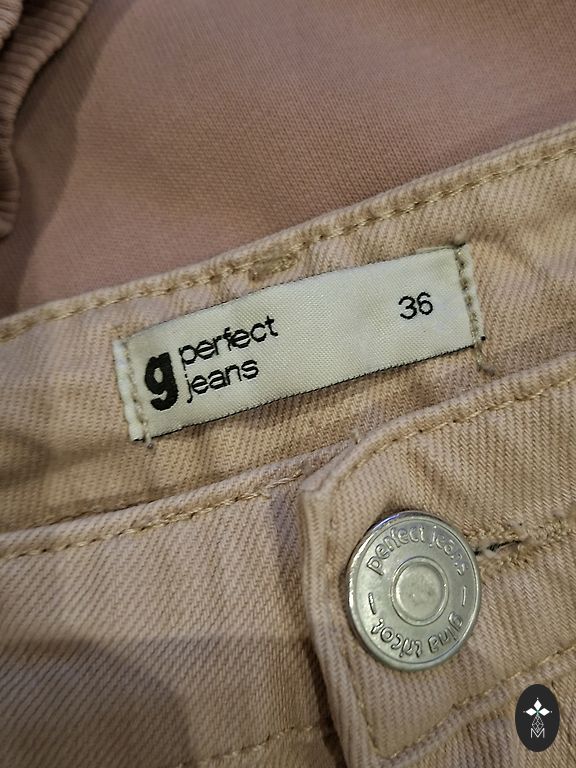 g perfect 36
jeans
perfect jeans
gina tricot
M